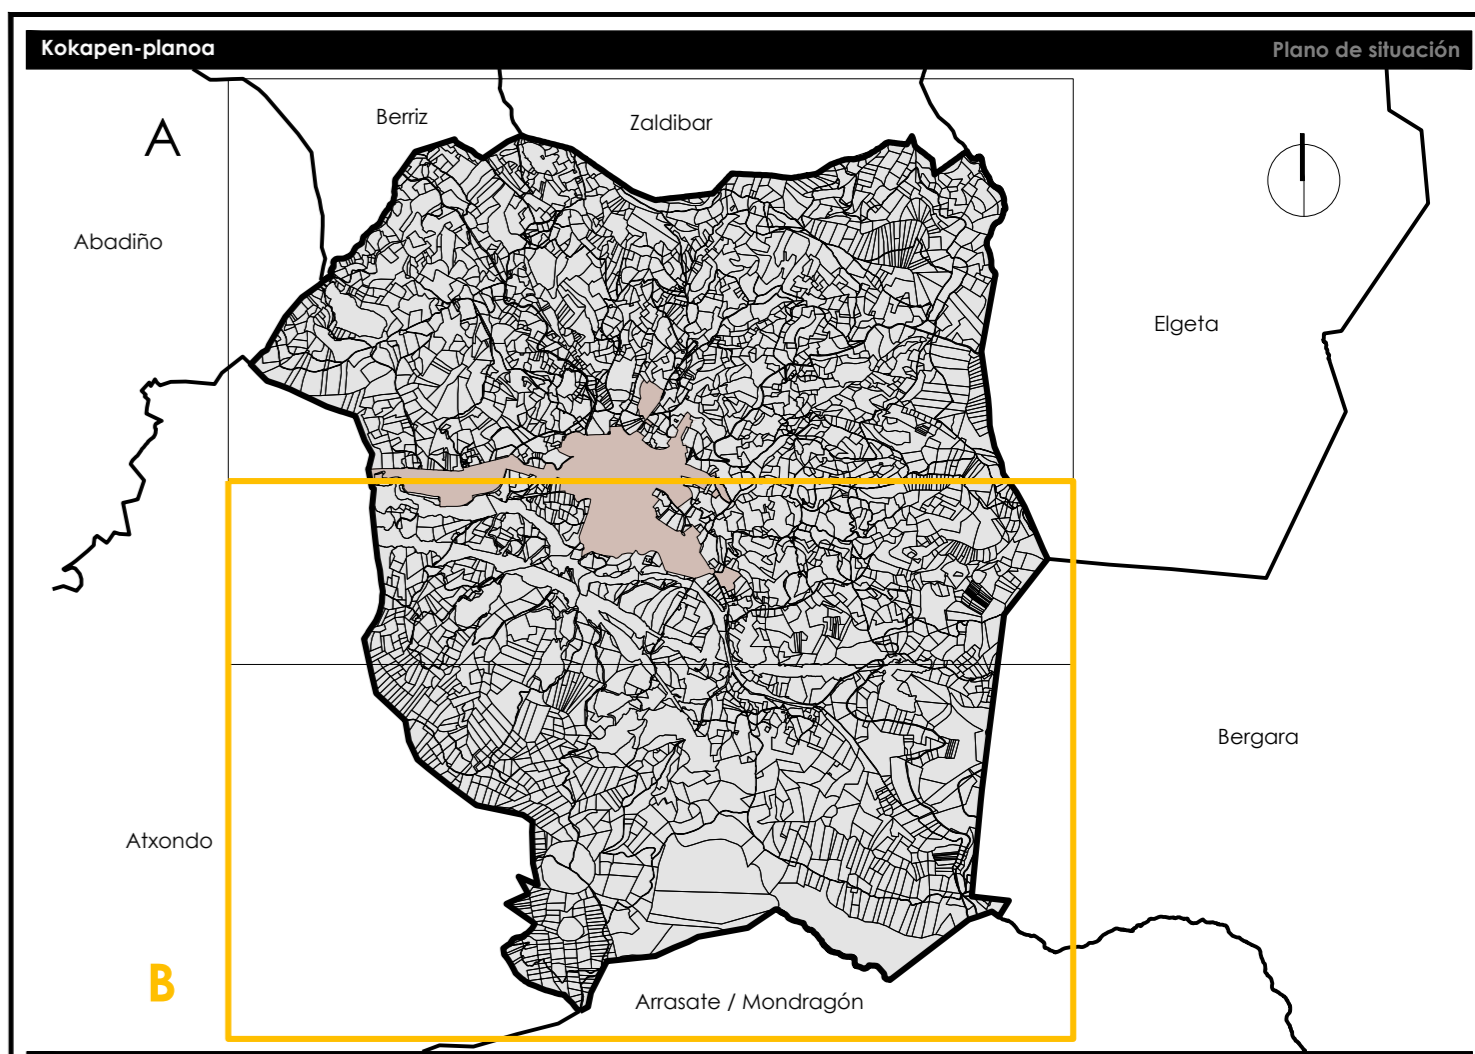 Kokapen-planoa
Plano de situación
Berriz
Zaldibar
A
Abadiño
Elgeta
Bergara
Atxondo
B
Arrasate / Mondragón